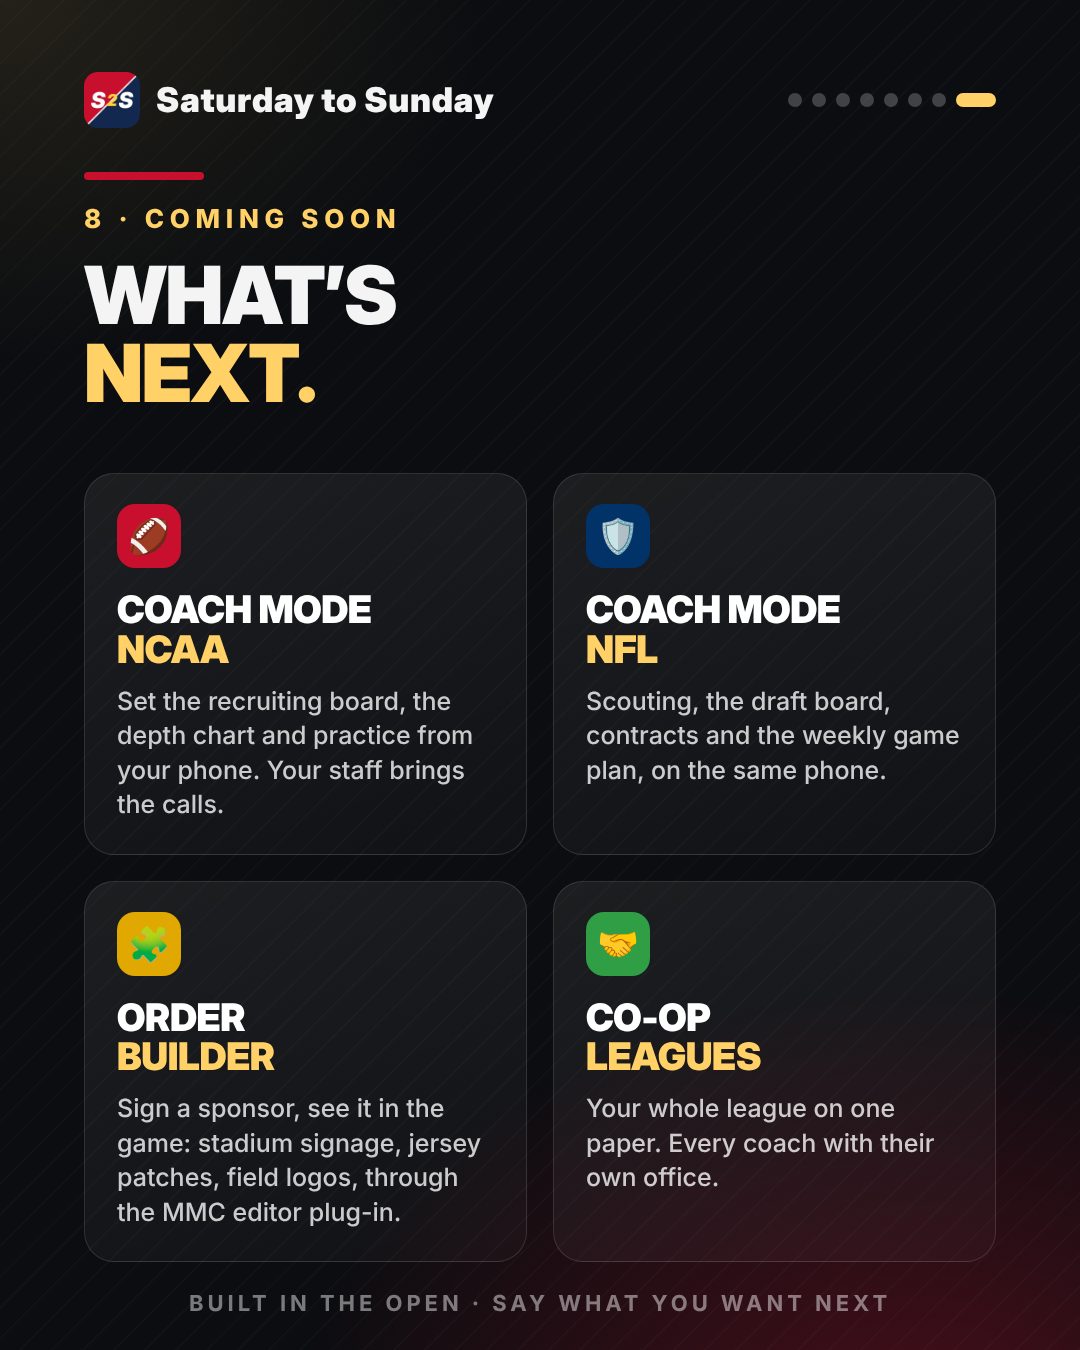 S2S
Saturday to Sunday
8 · COMING SOON
WHAT'S
NEXT.
COACH MODE
NCAA
Set the recruiting board, the
depth chart and practice from
your phone. Your staff brings
the calls.
COACH MODE
NFL
Scouting, the draft board,
contracts and the weekly game
plan, on the same phone.
ORDER
BUILDER
Sign a sponsor, see it in the
game: stadium signage, jersey
patches, field logos, through
the MMC editor plug-in.
CO-OP
LEAGUES
Your whole league on one
paper. Every coach with their
own office.
BUILT IN THE OPEN · SAY WHAT YOU WANT NEXT